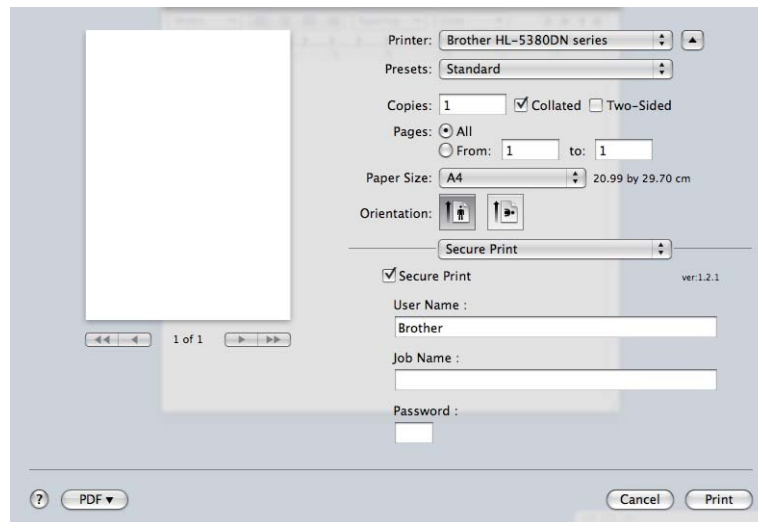 Printer: Brother HL-5380DN series
Presets: Standard
Copies: 1 Collated Two-Sided
Pages: All
From: 1 to: 1
Paper Size: A4 20.99 by 29.70 cm
Orientation:
Secure Print
Secure Print ver:1.2.1
User Name :
Brother
1 of 1
Job Name :
Password :
? PDF Cancel Print